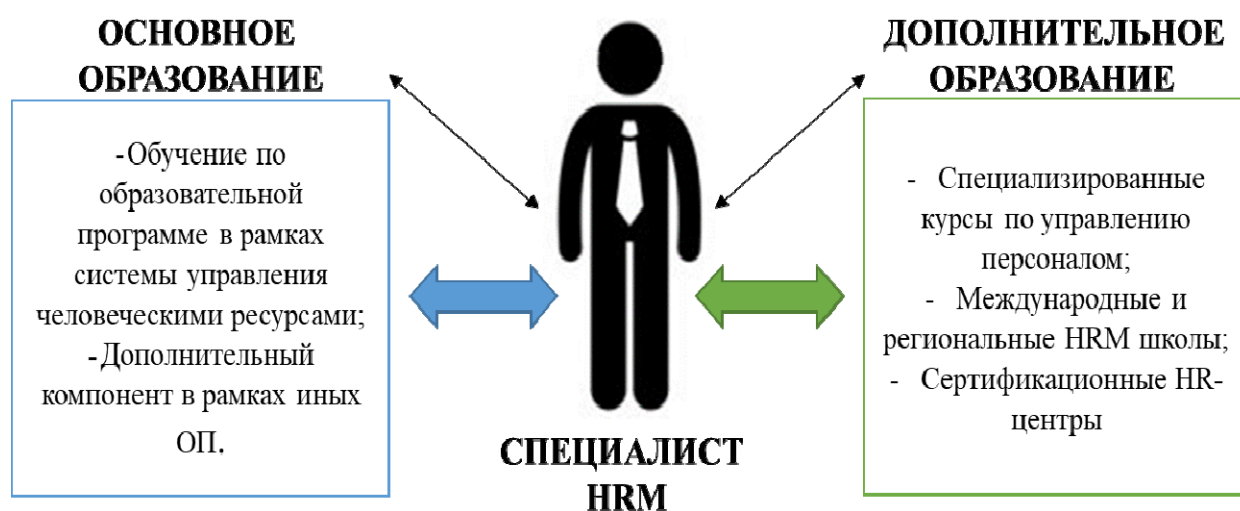 ОСНОВНОЕ
ОБРАЗОВАНИЕ
-Обучение по
образовательной
программе в рамках
системы управления
человеческими ресурсами;
-Дополнительный
компонент в рамках иных
ОП.
СПЕЦИАЛИСТ
HRM
ДОПОЛНИТЕЛЬНОЕ
ОБРАЗОВАНИЕ
- Специализированные
курсы по управлению
персоналом;
- Международные и
региональные HRM школы;
- Сертификационные HR-
центры